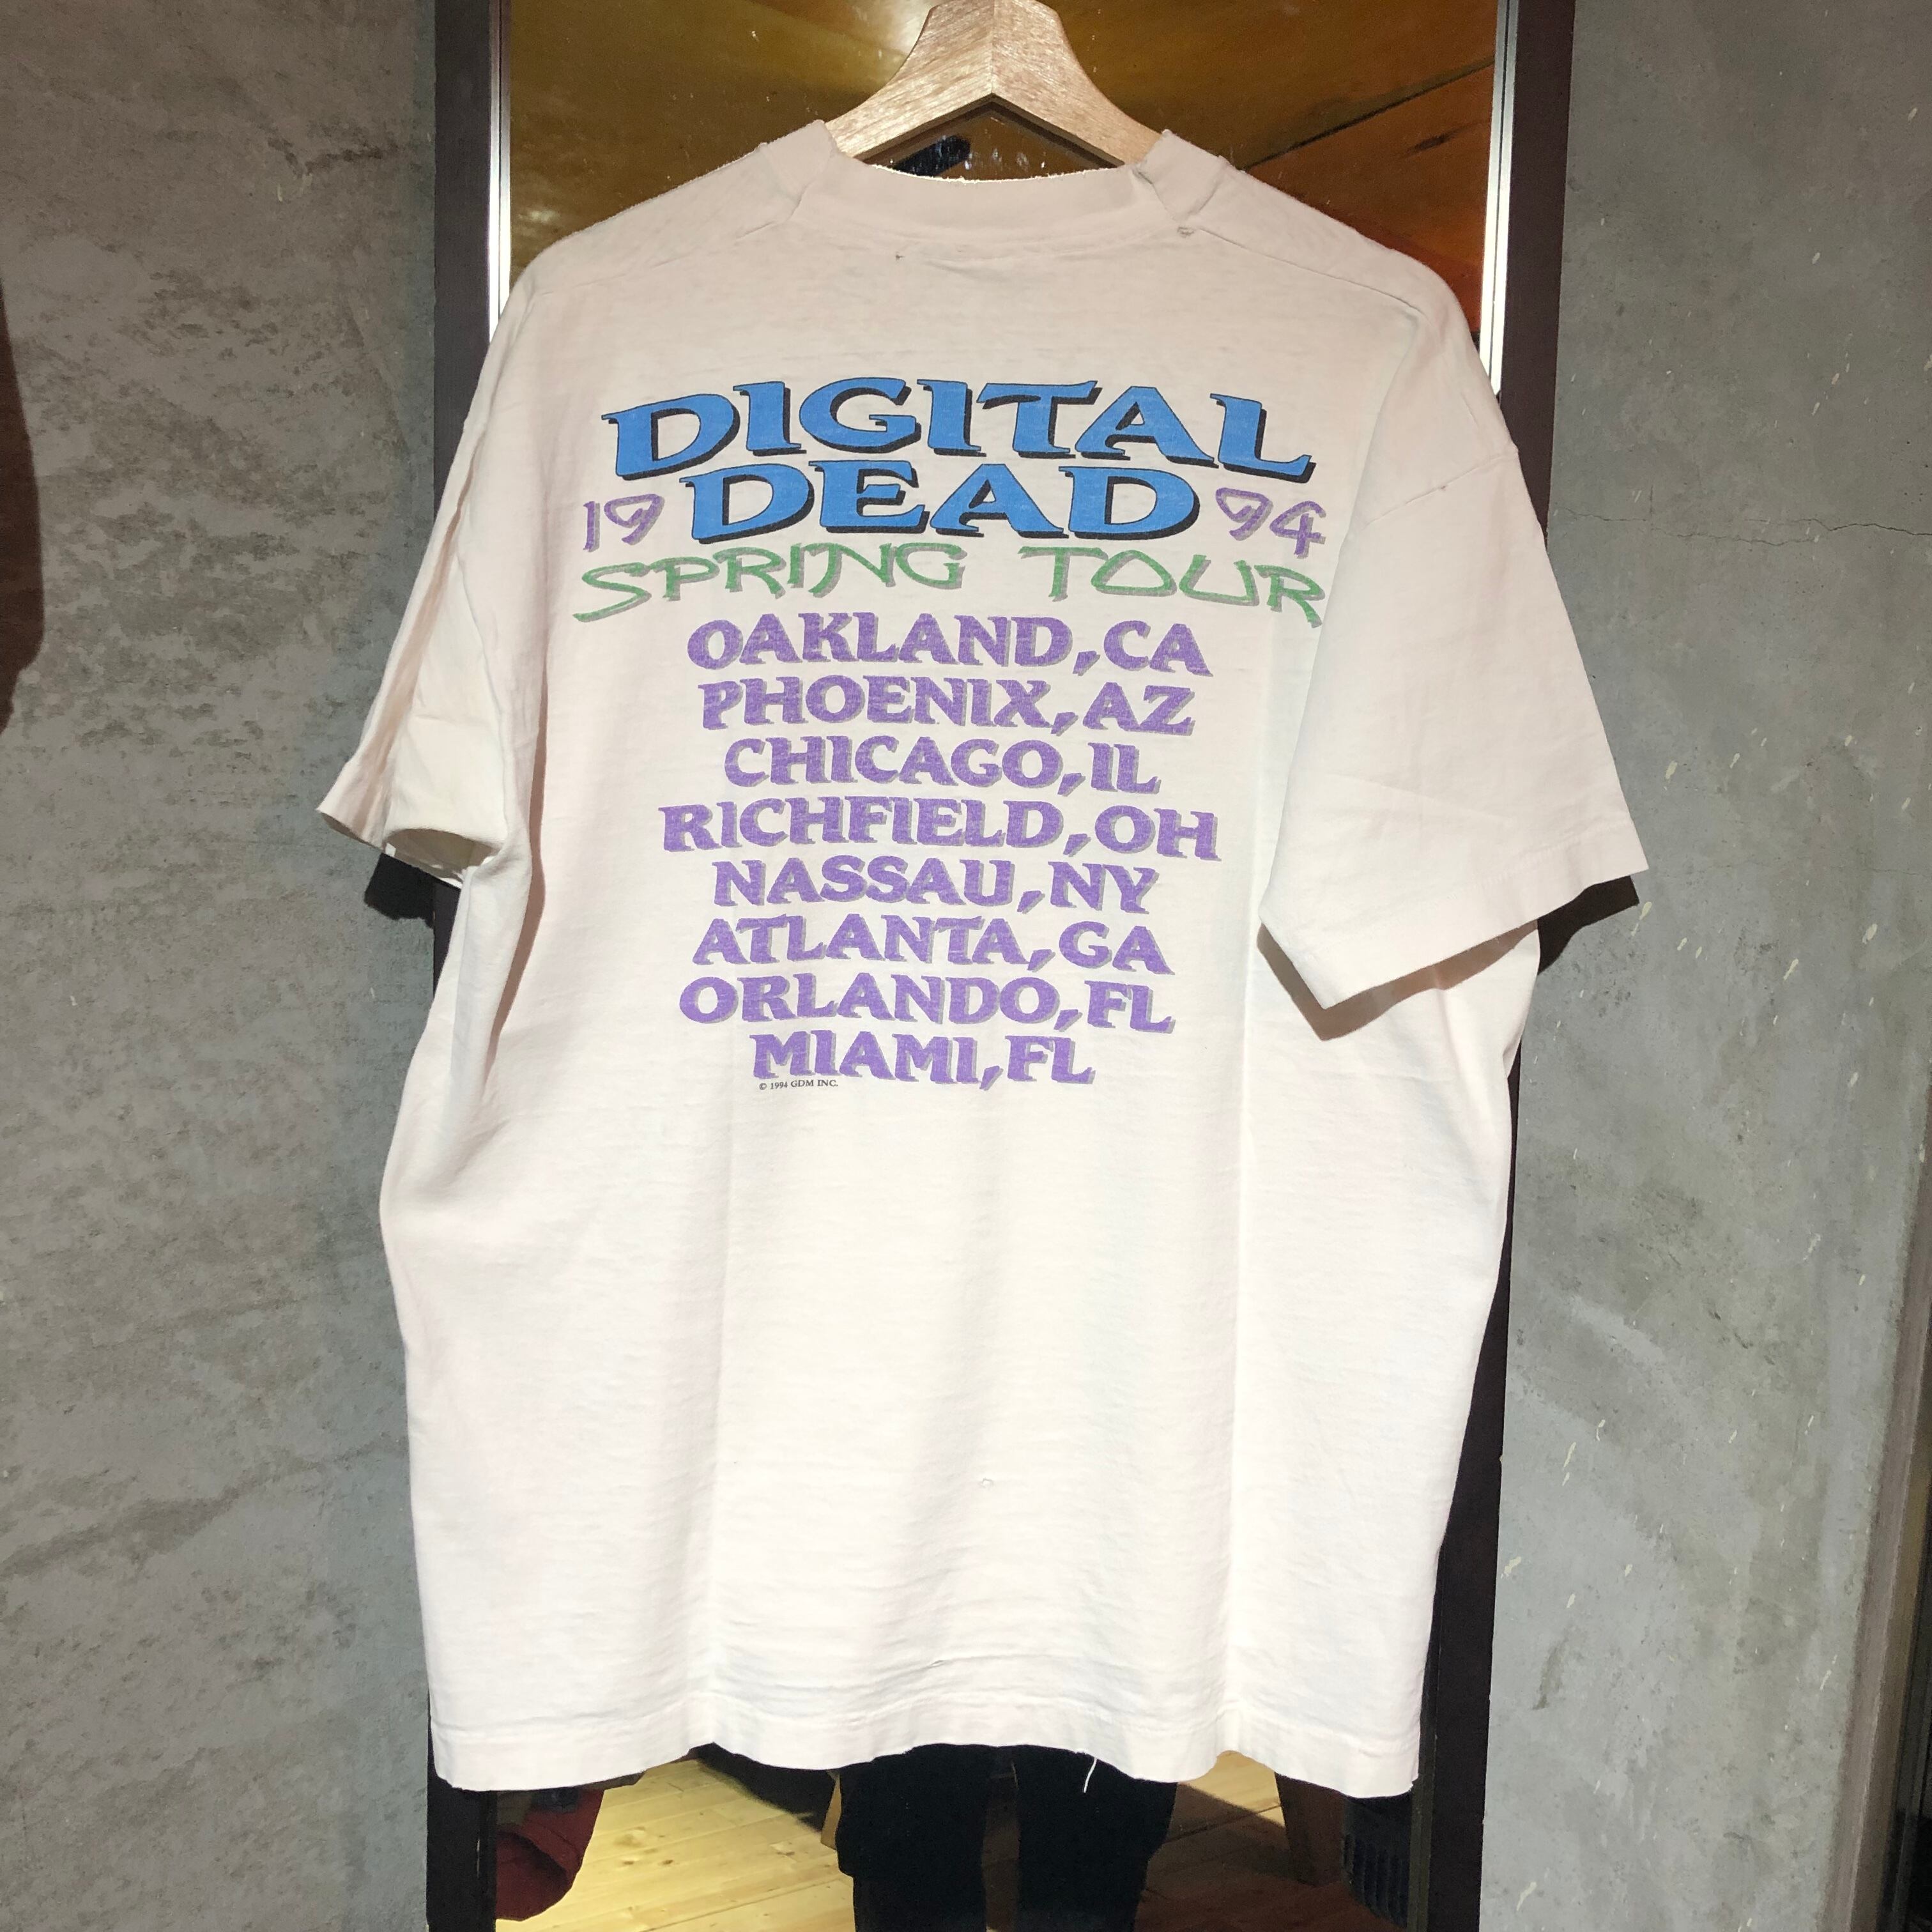 DIGITAL
19 DEAD 94
SPRING TOUR
OAKLAND, CA
PHOENIX, AZ
CHICAGO, IL
RICHFIELD, OH
NASSAU, NY
ATLANTA, GA
ORLANDO, FL
MIAMI, FL
© 1994 GDM INC.